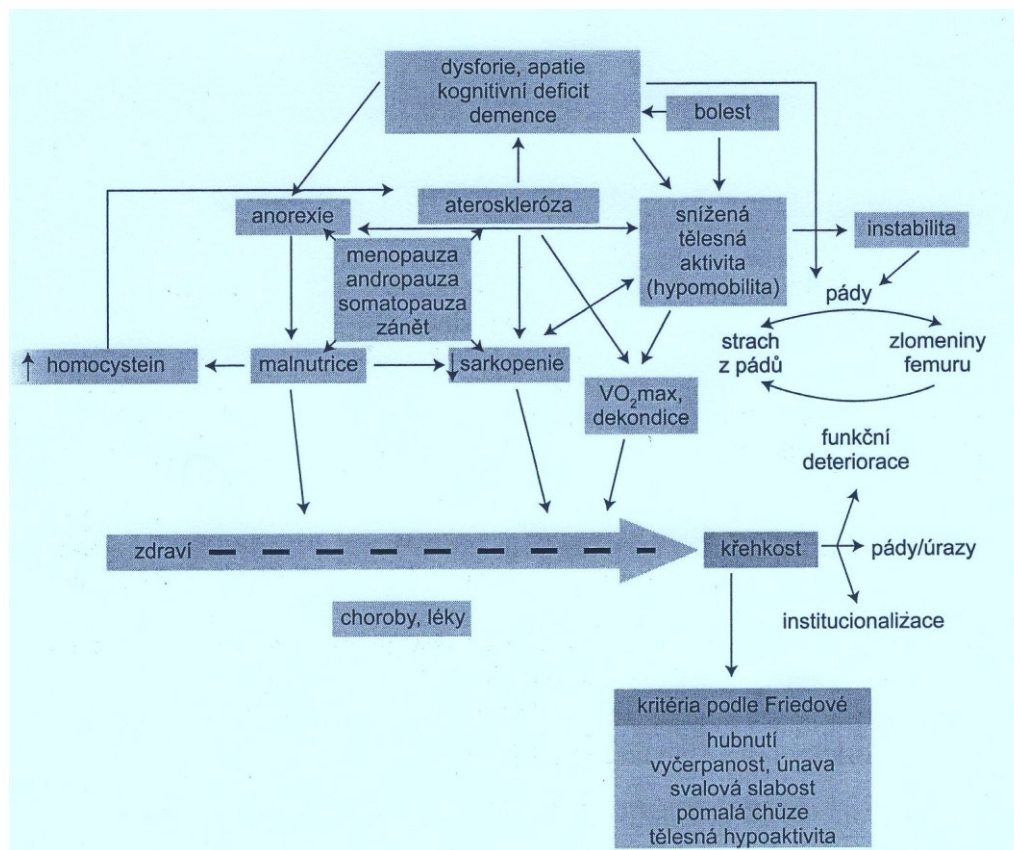 dysforie, apatie
kognitivní deficit
demence
bolest
anorexie
ateroskleróza
snížená
tělesná
aktivita
(hypomobilita)
instabilita
menopauza
andropauza
somatopauza
zánět
pády
strach
z pádů
zlomeniny
femuru
↑ homocystein
malnutrice
↓ sarkopenie
VO₂max,
dekondice
funkční
deteriorace
zdraví
křehkost
pády/úrazy
choroby, léky
institucionalizace
kritéria podle Friedové
hubnutí
vyčerpanost, únava
svalová slabost
pomalá chůze
tělesná hypoaktivita